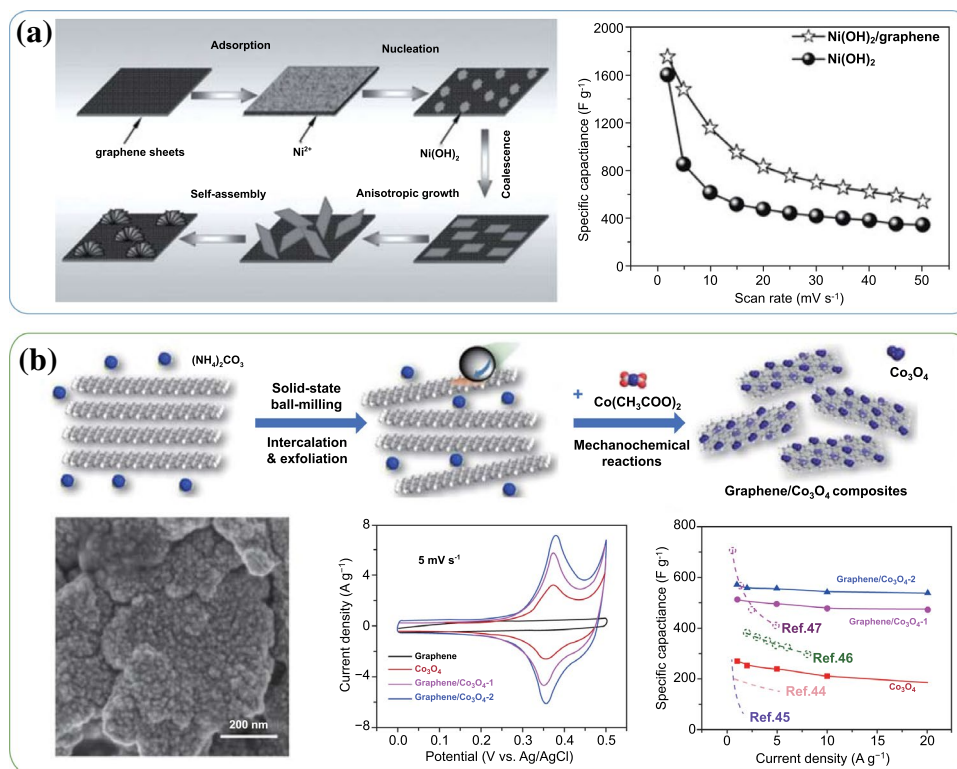 (a)
Adsorption
Nucleation
graphene sheets
Ni²⁺
Ni(OH)₂
Coalescence
Self-assembly
Anisotropic growth
Specific capactiance (F g⁻¹)
2000
1600
1200
800
400
0
Ni(OH)₂/graphene
Ni(OH)₂
0 10 20 30 40 50
Scan rate (mV s⁻¹)
(b)
(NH₄)₂CO₃
Solid-state
ball-milling
Intercalation
& exfoliation
+
Co(CH₃COO)₂
Mechanochemical
reactions
Co₃O₄
Graphene/Co₃O₄ composites
200 nm
Current density (A g⁻¹)
8
4
0
−4
−8
5 mV s⁻¹
Graphene
Co₃O₄
Graphene/Co₃O₄-1
Graphene/Co₃O₄-2
0.0 0.1 0.2 0.3 0.4 0.5
Potential (V vs. Ag/AgCl)
Specific capacitance (F g⁻¹)
800
600
400
200
0
Graphene/Co₃O₄-2
Graphene/Co₃O₄-1
Ref.47
Ref.46
Co₃O₄
Ref.44
Ref.45
0 5 10 15 20
Current density (A g⁻¹)